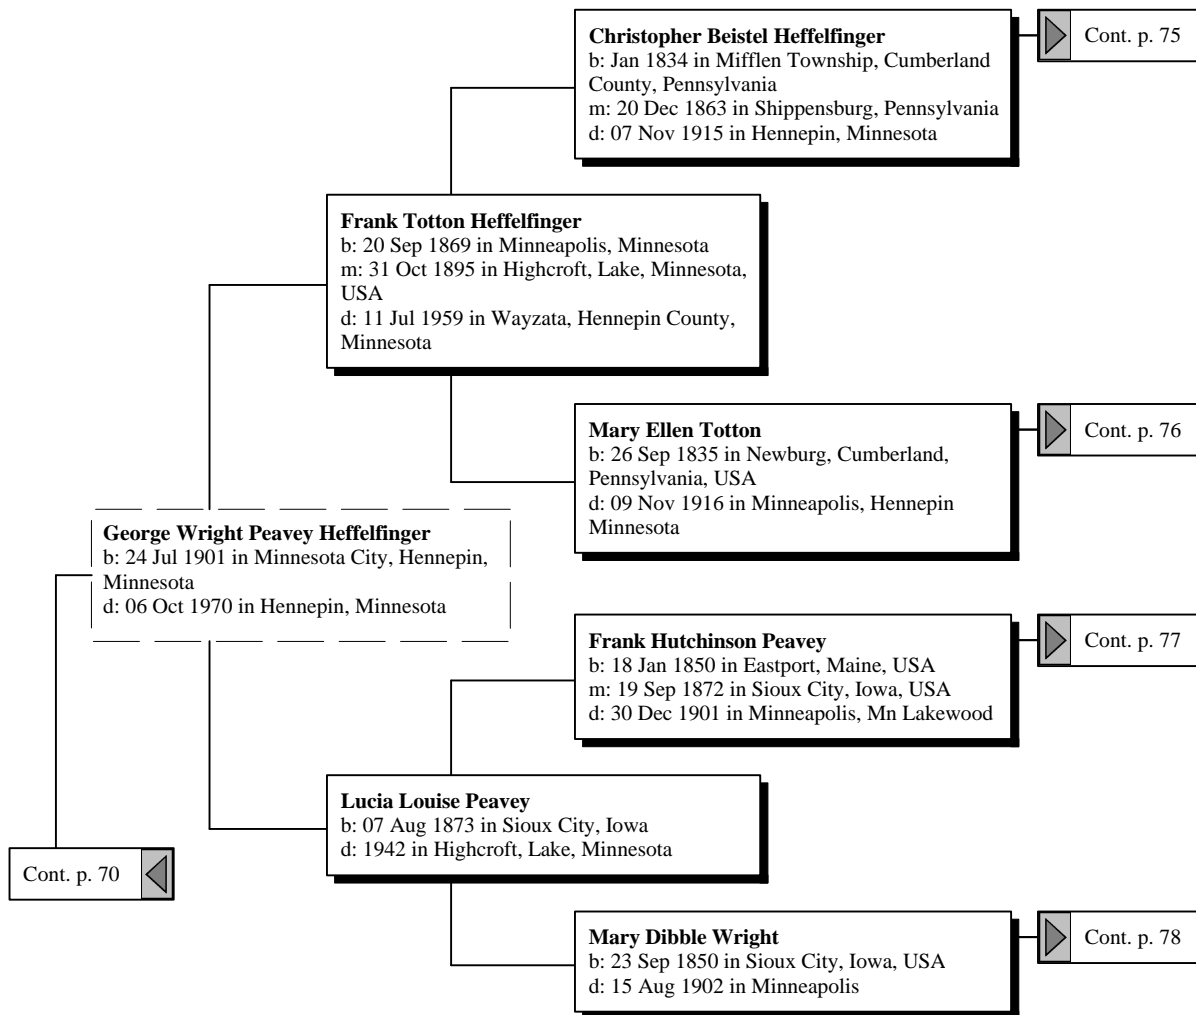 Christopher Beistel Heffelfinger
b: Jan 1834 in Mifflen Township, Cumberland
County, Pennsylvania
m: 20 Dec 1863 in Shippensburg, Pennsylvania
d: 07 Nov 1915 in Hennepin, Minnesota
Cont. p. 75
Frank Totton Heffelfinger
b: 20 Sep 1869 in Minneapolis, Minnesota
m: 31 Oct 1895 in Highcroft, Lake, Minnesota,
USA
d: 11 Jul 1959 in Wayzata, Hennepin County,
Minnesota
Mary Ellen Totton
b: 26 Sep 1835 in Newburg, Cumberland,
Pennsylvania, USA
d: 09 Nov 1916 in Minneapolis, Hennepin
Minnesota
Cont. p. 76
George Wright Peavey Heffelfinger
b: 24 Jul 1901 in Minnesota City, Hennepin,
Minnesota
d: 06 Oct 1970 in Hennepin, Minnesota
Frank Hutchinson Peavey
b: 18 Jan 1850 in Eastport, Maine, USA
m: 19 Sep 1872 in Sioux City, Iowa, USA
d: 30 Dec 1901 in Minneapolis, Mn Lakewood
Cont. p. 77
Lucia Louise Peavey
b: 07 Aug 1873 in Sioux City, Iowa
d: 1942 in Highcroft, Lake, Minnesota
Cont. p. 70
Mary Dibble Wright
b: 23 Sep 1850 in Sioux City, Iowa, USA
d: 15 Aug 1902 in Minneapolis
Cont. p. 78